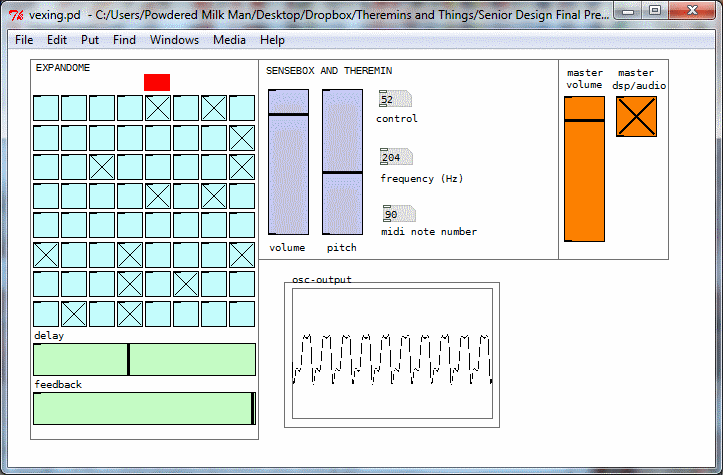 vexing.pd - C:/Users/Powdered Milk Man/Desktop/Dropbox/Theremins and Things/Senior Design Final Pre...
File Edit Put Find Windows Media Help
EXPANDOME
SENSEBOX AND THEREMIN
master volume
master dsp/audio
52
control
204
frequency (Hz)
90
midi note number
volume
pitch
osc-output
delay
feedback